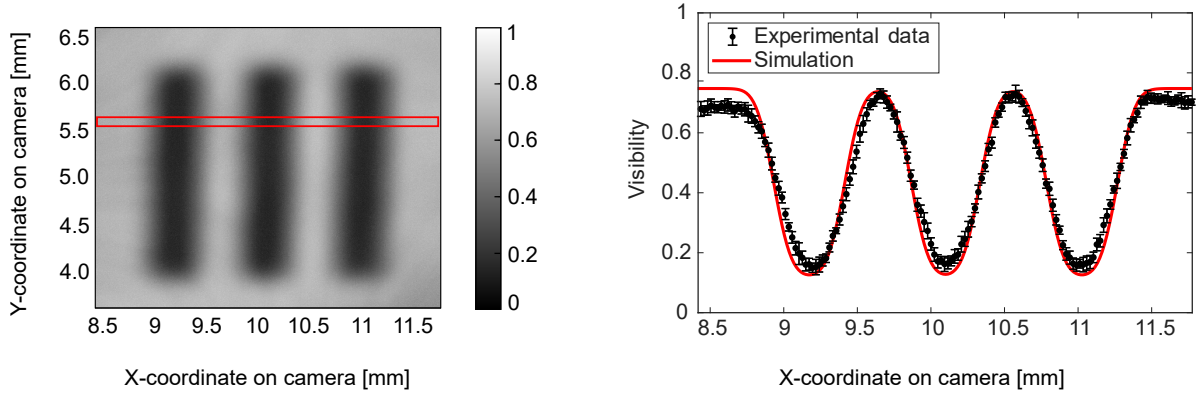 Y-coordinate on camera [mm]
6.5
6.0
5.5
5.0
4.5
4.0
8.5 9 9.5 10 10.5 11 11.5
X-coordinate on camera [mm]
1
0.8
0.6
0.4
0.2
0
Visibility
1
0.8
0.6
0.4
0.2
0
Experimental data
Simulation
8.5 9 9.5 10 10.5 11 11.5
X-coordinate on camera [mm]